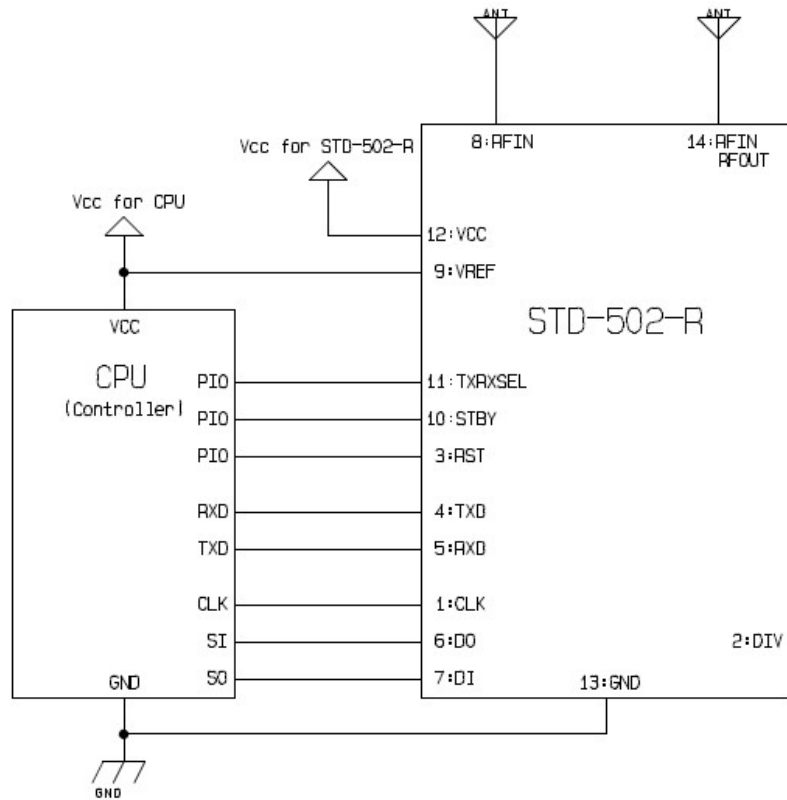 ANT ANT
8:RFIN 14:RFIN
RFOUT
Vcc for STD-502-R
Vcc for CPU
12:VCC
9:VREF
VCC
STD-502-R
CPU
(Controller)
PIO 11:TXRXSEL
PIO 10:STBY
PIO 3:RST
RXD 4:TXD
TXD 5:RXD
CLK 1:CLK
SI 6:DO 2:DIV
SO 7:DI
GND 13:GND
GND